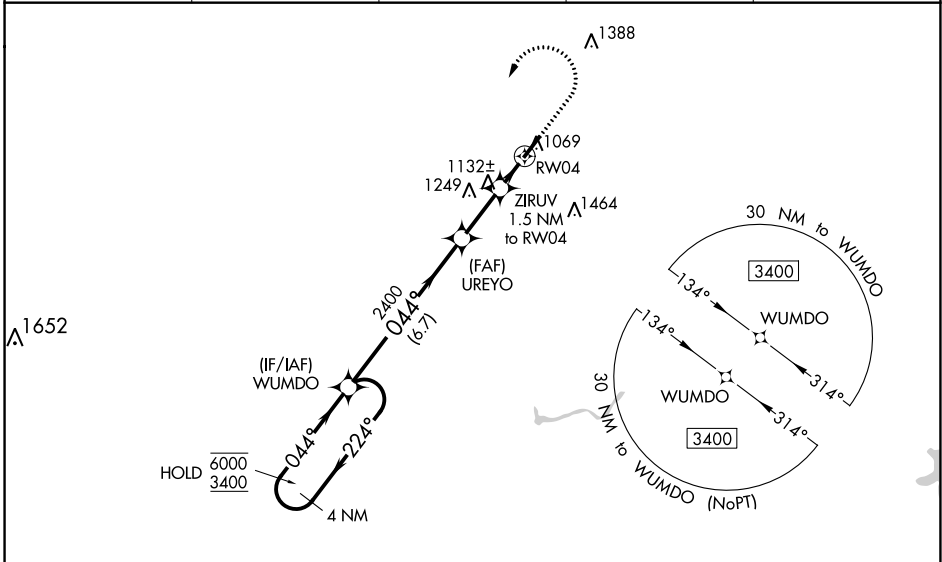 1388
1069
RW04
1132±
1249
ZIRUV
1.5 NM
to RW04
1464
(FAF)
UREYO
2400
044°
(6.7)
1652
(IF/IAF)
WUMDO
044°
224°
HOLD
6000
3400
4 NM
30 NM to WUMDO
3400
134°
WUMDO
314°
134°
WUMDO
314°
3400
30 NM to WUMDO (NoPT)